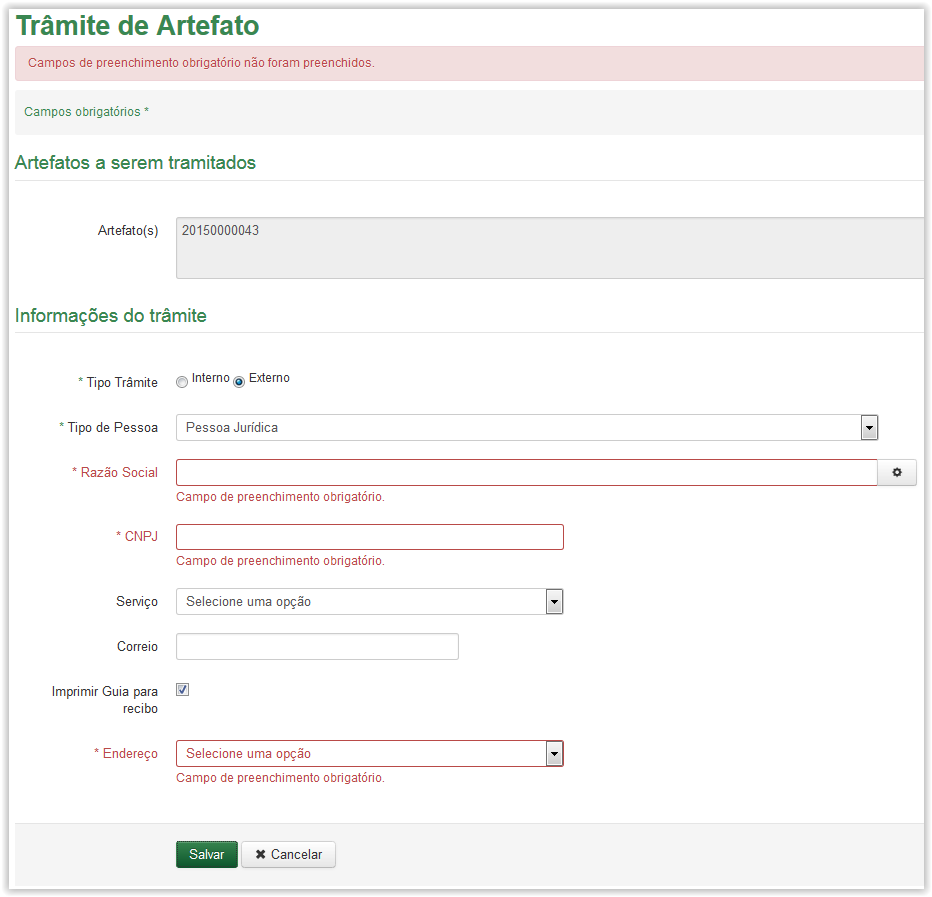 Trâmite de Artefato
Campos de preenchimento obrigatório não foram preenchidos.
Campos obrigatórios *
Artefatos a serem tramitados
Artefato(s) 20150000043
Informações do trâmite
* Tipo Trâmite Interno Externo
* Tipo de Pessoa Pessoa Jurídica
* Razão Social
Campo de preenchimento obrigatório.
* CNPJ
Campo de preenchimento obrigatório.
Serviço Selecione uma opção
Correio
Imprimir Guia para
recibo
* Endereço Selecione uma opção
Campo de preenchimento obrigatório.
Salvar Cancelar